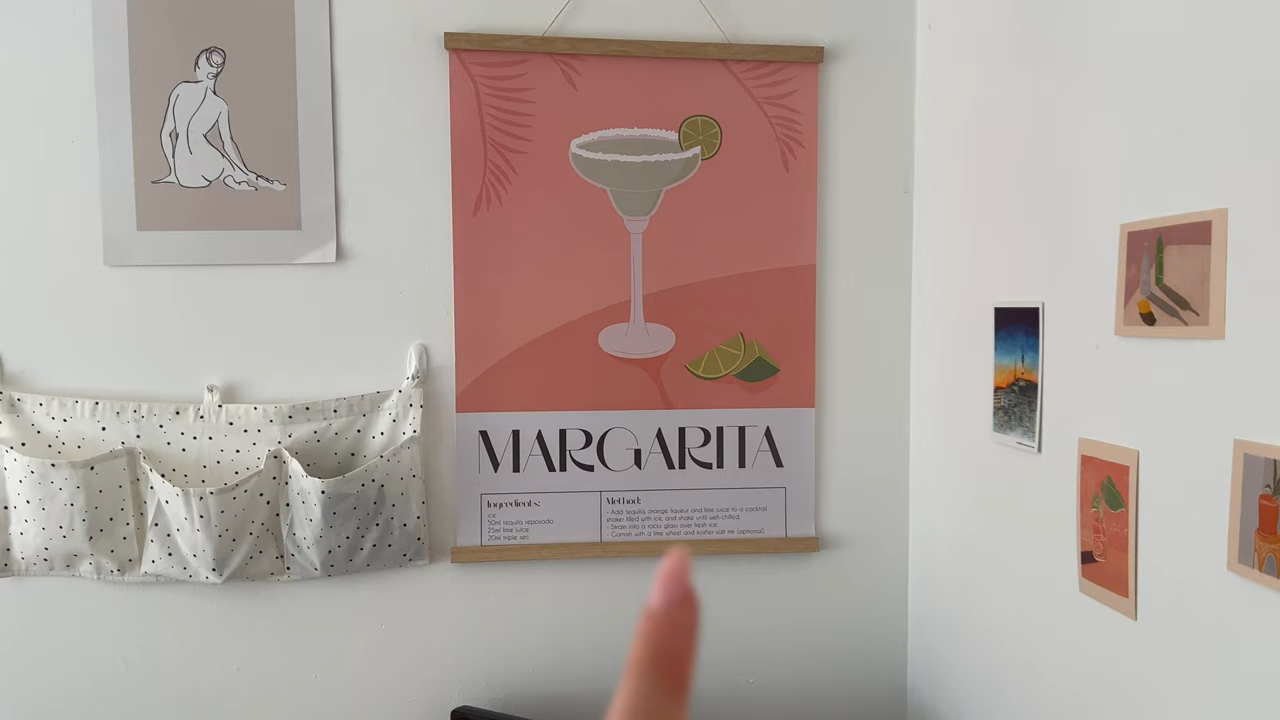 MARGARITA
Ingredients:
ice
50ml tequila reposado
25ml lime juice
20ml triple sec
Method:
- Add tequila, orange liqueur and lime juice to a cocktail
shaker filled with ice, and shake until well-chilled.
- Strain into a rocks glass over fresh ice
- Garnish with a lime wheel and kosher salt rim (optional)